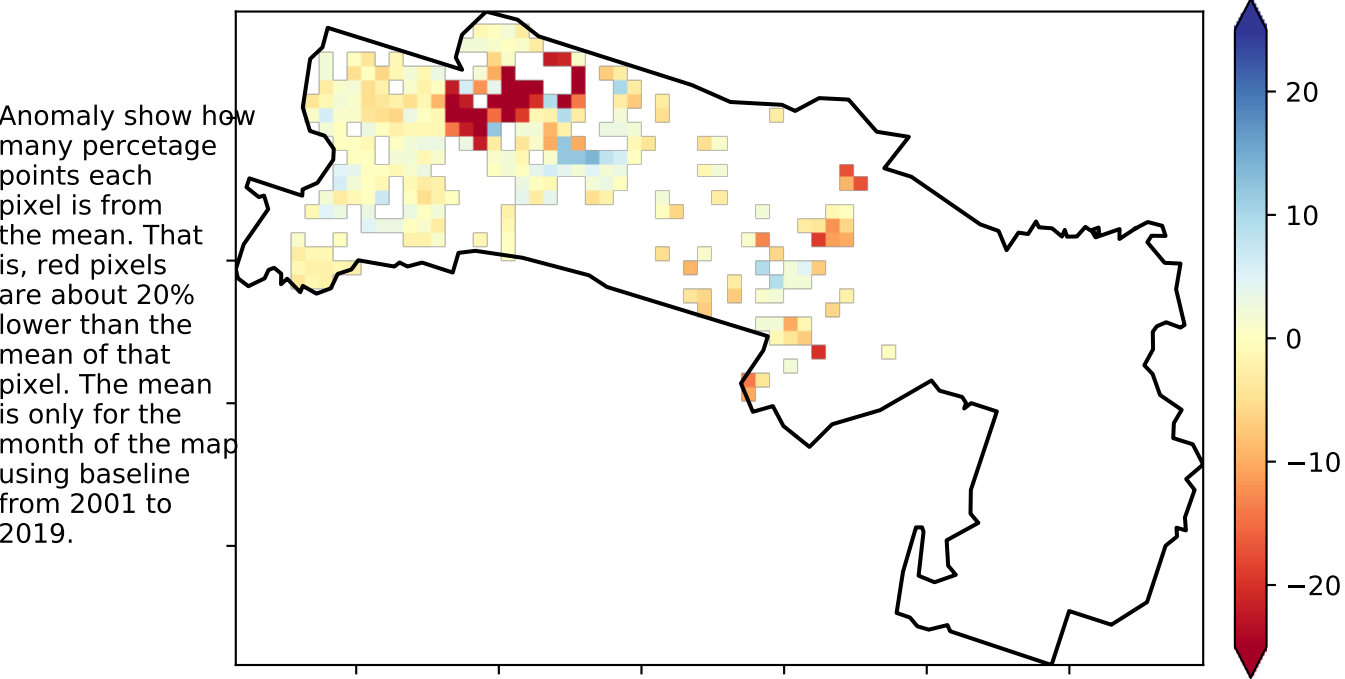 Anomaly show how
many percetage
points each
pixel is from
the mean. That
is, red pixels
are about 20%
lower than the
mean of that
pixel. The mean
is only for the
month of the map
using baseline
from 2001 to
2019.
20
10
0
−10
−20